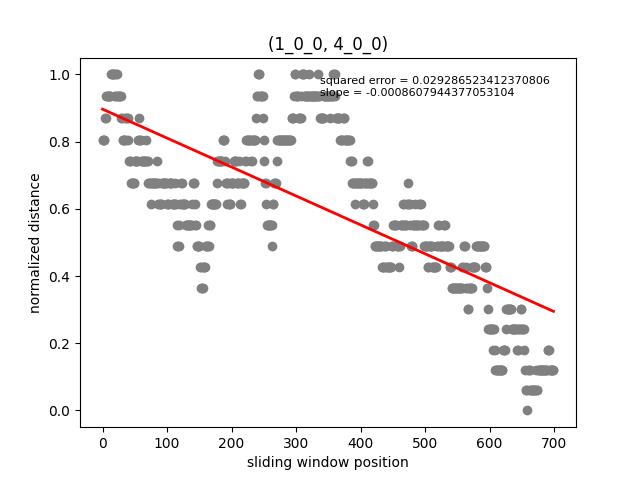 (1_0_0, 4_0_0)
squared error = 0.029286523412370806
slope = -0.0008607944377053104
1.0
0.8
0.6
0.4
0.2
0.0
normalized distance
0 100 200 300 400 500 600 700
sliding window position